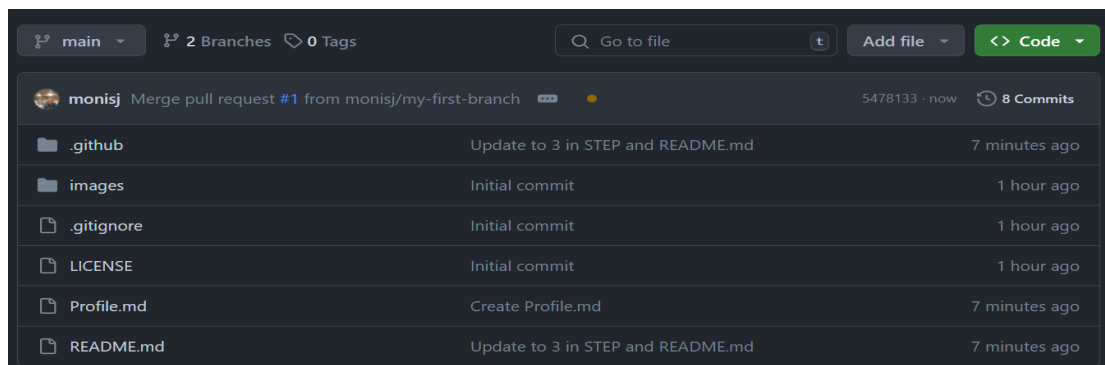 main 2 Branches 0 Tags Go to file t Add file <> Code
monisj Merge pull request #1 from monisj/my-first-branch 5478133 · now 8 Commits
.github Update to 3 in STEP and README.md 7 minutes ago
images Initial commit 1 hour ago
.gitignore Initial commit 1 hour ago
LICENSE Initial commit 1 hour ago
Profile.md Create Profile.md 7 minutes ago
README.md Update to 3 in STEP and README.md 7 minutes ago